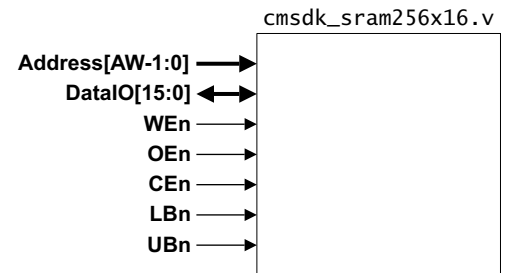 cmsdk_sram256x16.v
Address[AW-1:0]
DataIO[15:0]
WEn
OEn
CEn
LBn
UBn